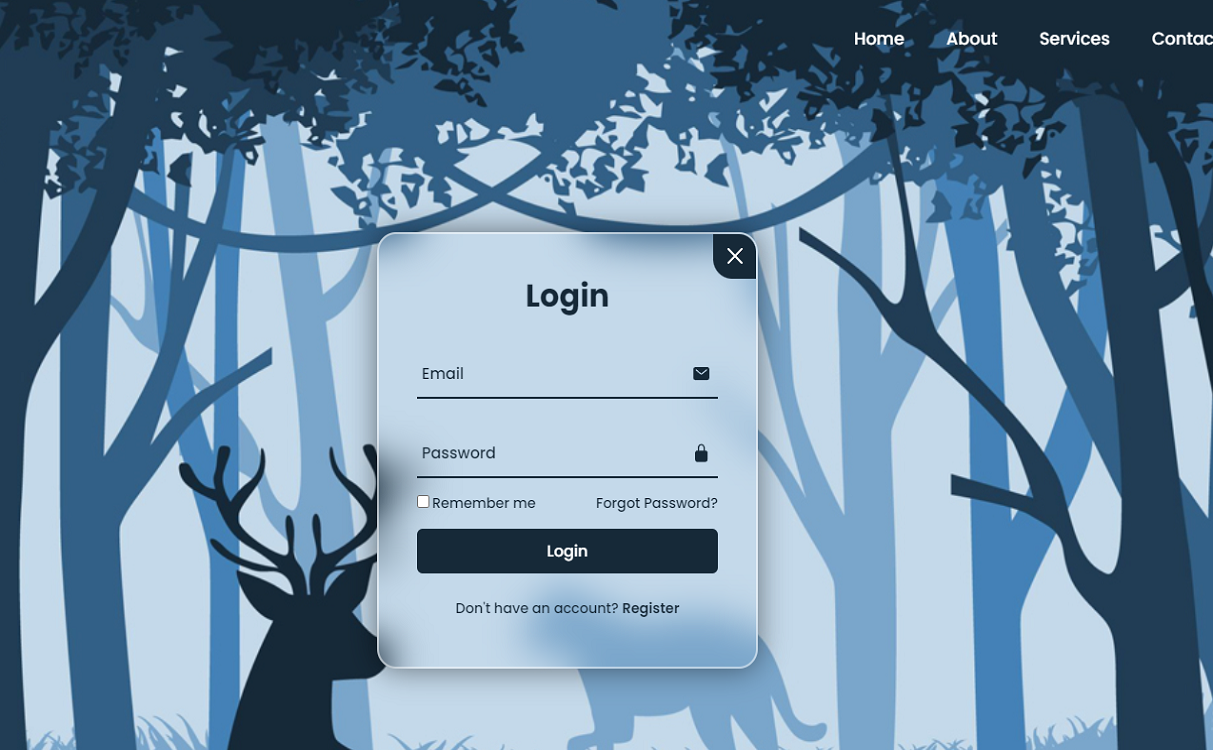 Home About Services Contac
Login
Email
Password
Remember me Forgot Password?
Login
Don't have an account? Register